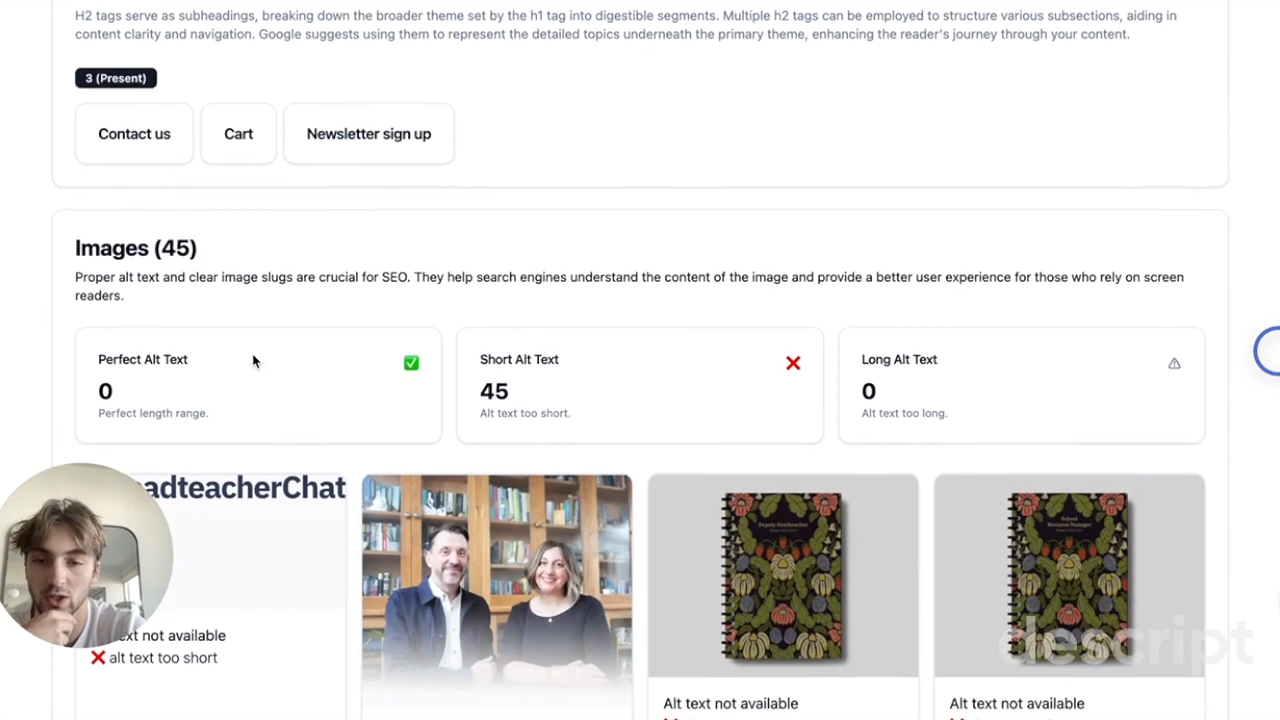 H2 tags serve as subheadings, breaking down the broader theme set by the h1 tag into digestible segments. Multiple h2 tags can be employed to structure various subsections, aiding in
content clarity and navigation. Google suggests using them to represent the detailed topics underneath the primary theme, enhancing the reader's journey through your content.
3 (Present)
Contact us
Cart
Newsletter sign up
Images (45)
Proper alt text and clear image slugs are crucial for SEO. They help search engines understand the content of the image and provide a better user experience for those who rely on screen
readers.
Perfect Alt Text
0
Perfect length range.
Short Alt Text
45
Alt text too short.
Long Alt Text
0
Alt text too long.
adteacherChat
Deputy Headteacher
School
Business Manager
ext not available
alt text too short
Alt text not available
Alt text not available
descript